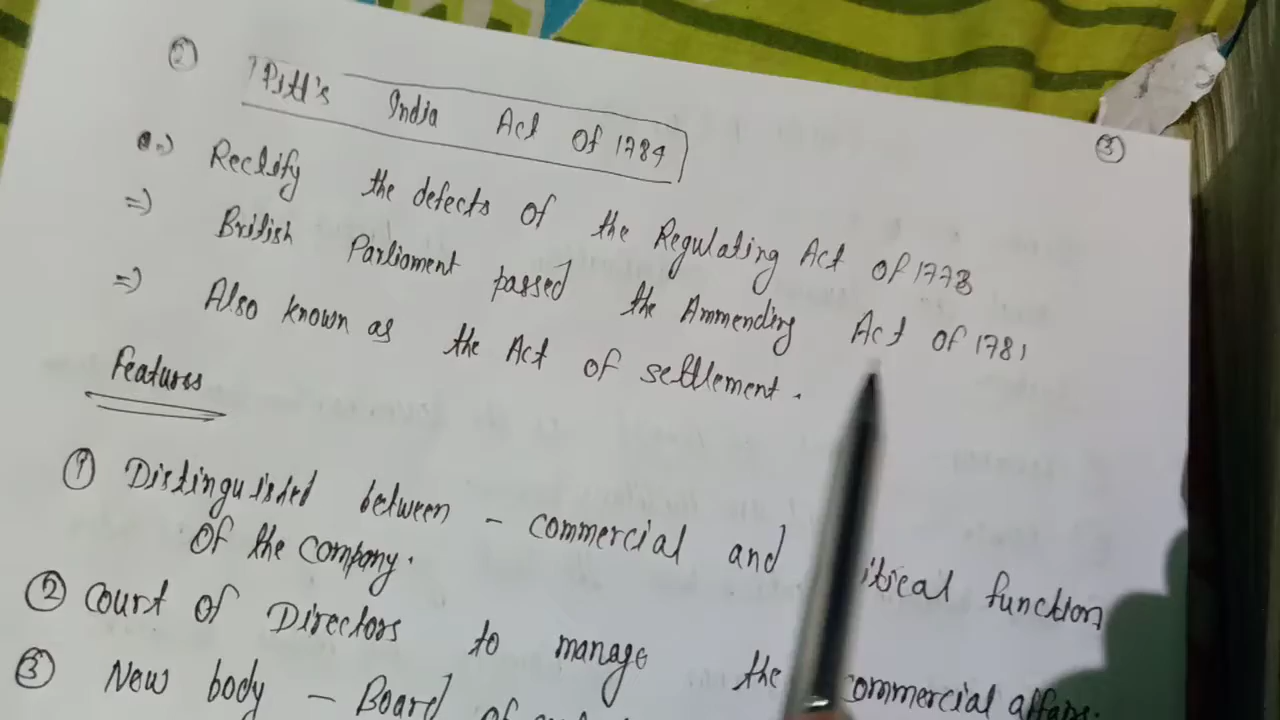 ② Pitt's India Act Of 1784
③
Rectify the defects of the Regulating Act of 1773
=) British Parliament passed the Ammending Act of 1781
=) Also known as the Act of settlement.
Features
① Distinguished between - commercial and function
of the company.
② Court of Directors to manage the commercial affairs.
③ New body - Board of